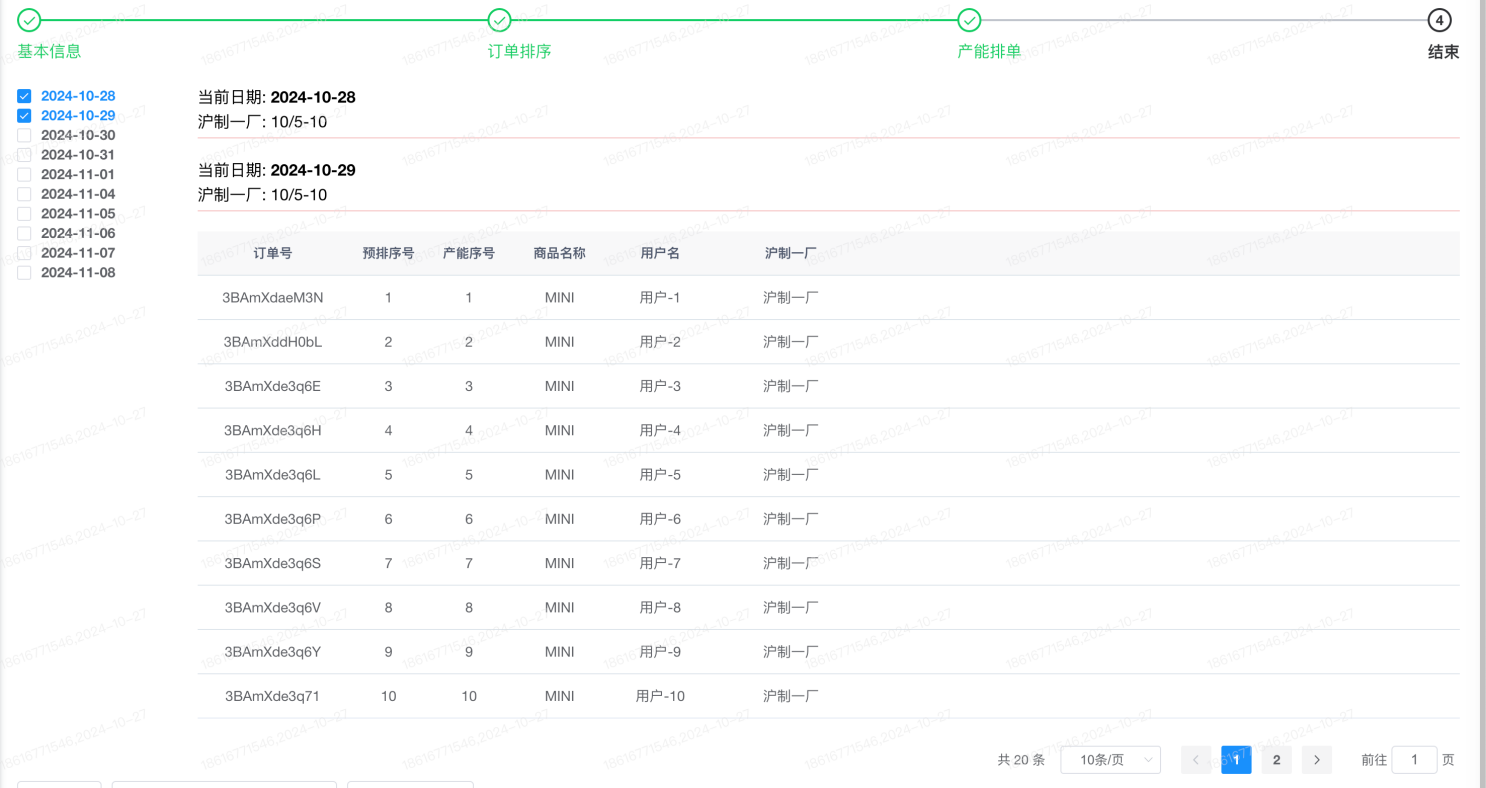 4
基本信息 订单排序 产能排单 结束
2024-10-28
2024-10-29
2024-10-30
2024-10-31
2024-11-01
2024-11-04
2024-11-05
2024-11-06
2024-11-07
2024-11-08
当前日期: 2024-10-28
沪制一厂: 10/5-10
当前日期: 2024-10-29
沪制一厂: 10/5-10
订单号 预排序号 产能序号 商品名称 用户名 沪制一厂
3BAmXdaeM3N 1 1 MINI 用户-1 沪制一厂
3BAmXddH0bL 2 2 MINI 用户-2 沪制一厂
3BAmXde3q6E 3 3 MINI 用户-3 沪制一厂
3BAmXde3q6H 4 4 MINI 用户-4 沪制一厂
3BAmXde3q6L 5 5 MINI 用户-5 沪制一厂
3BAmXde3q6P 6 6 MINI 用户-6 沪制一厂
3BAmXde3q6S 7 7 MINI 用户-7 沪制一厂
3BAmXde3q6V 8 8 MINI 用户-8 沪制一厂
3BAmXde3q6Y 9 9 MINI 用户-9 沪制一厂
3BAmXde3q71 10 10 MINI 用户-10 沪制一厂
共 20 条 10条/页 1 2 前往 1 页
18616771546,2024-10-27